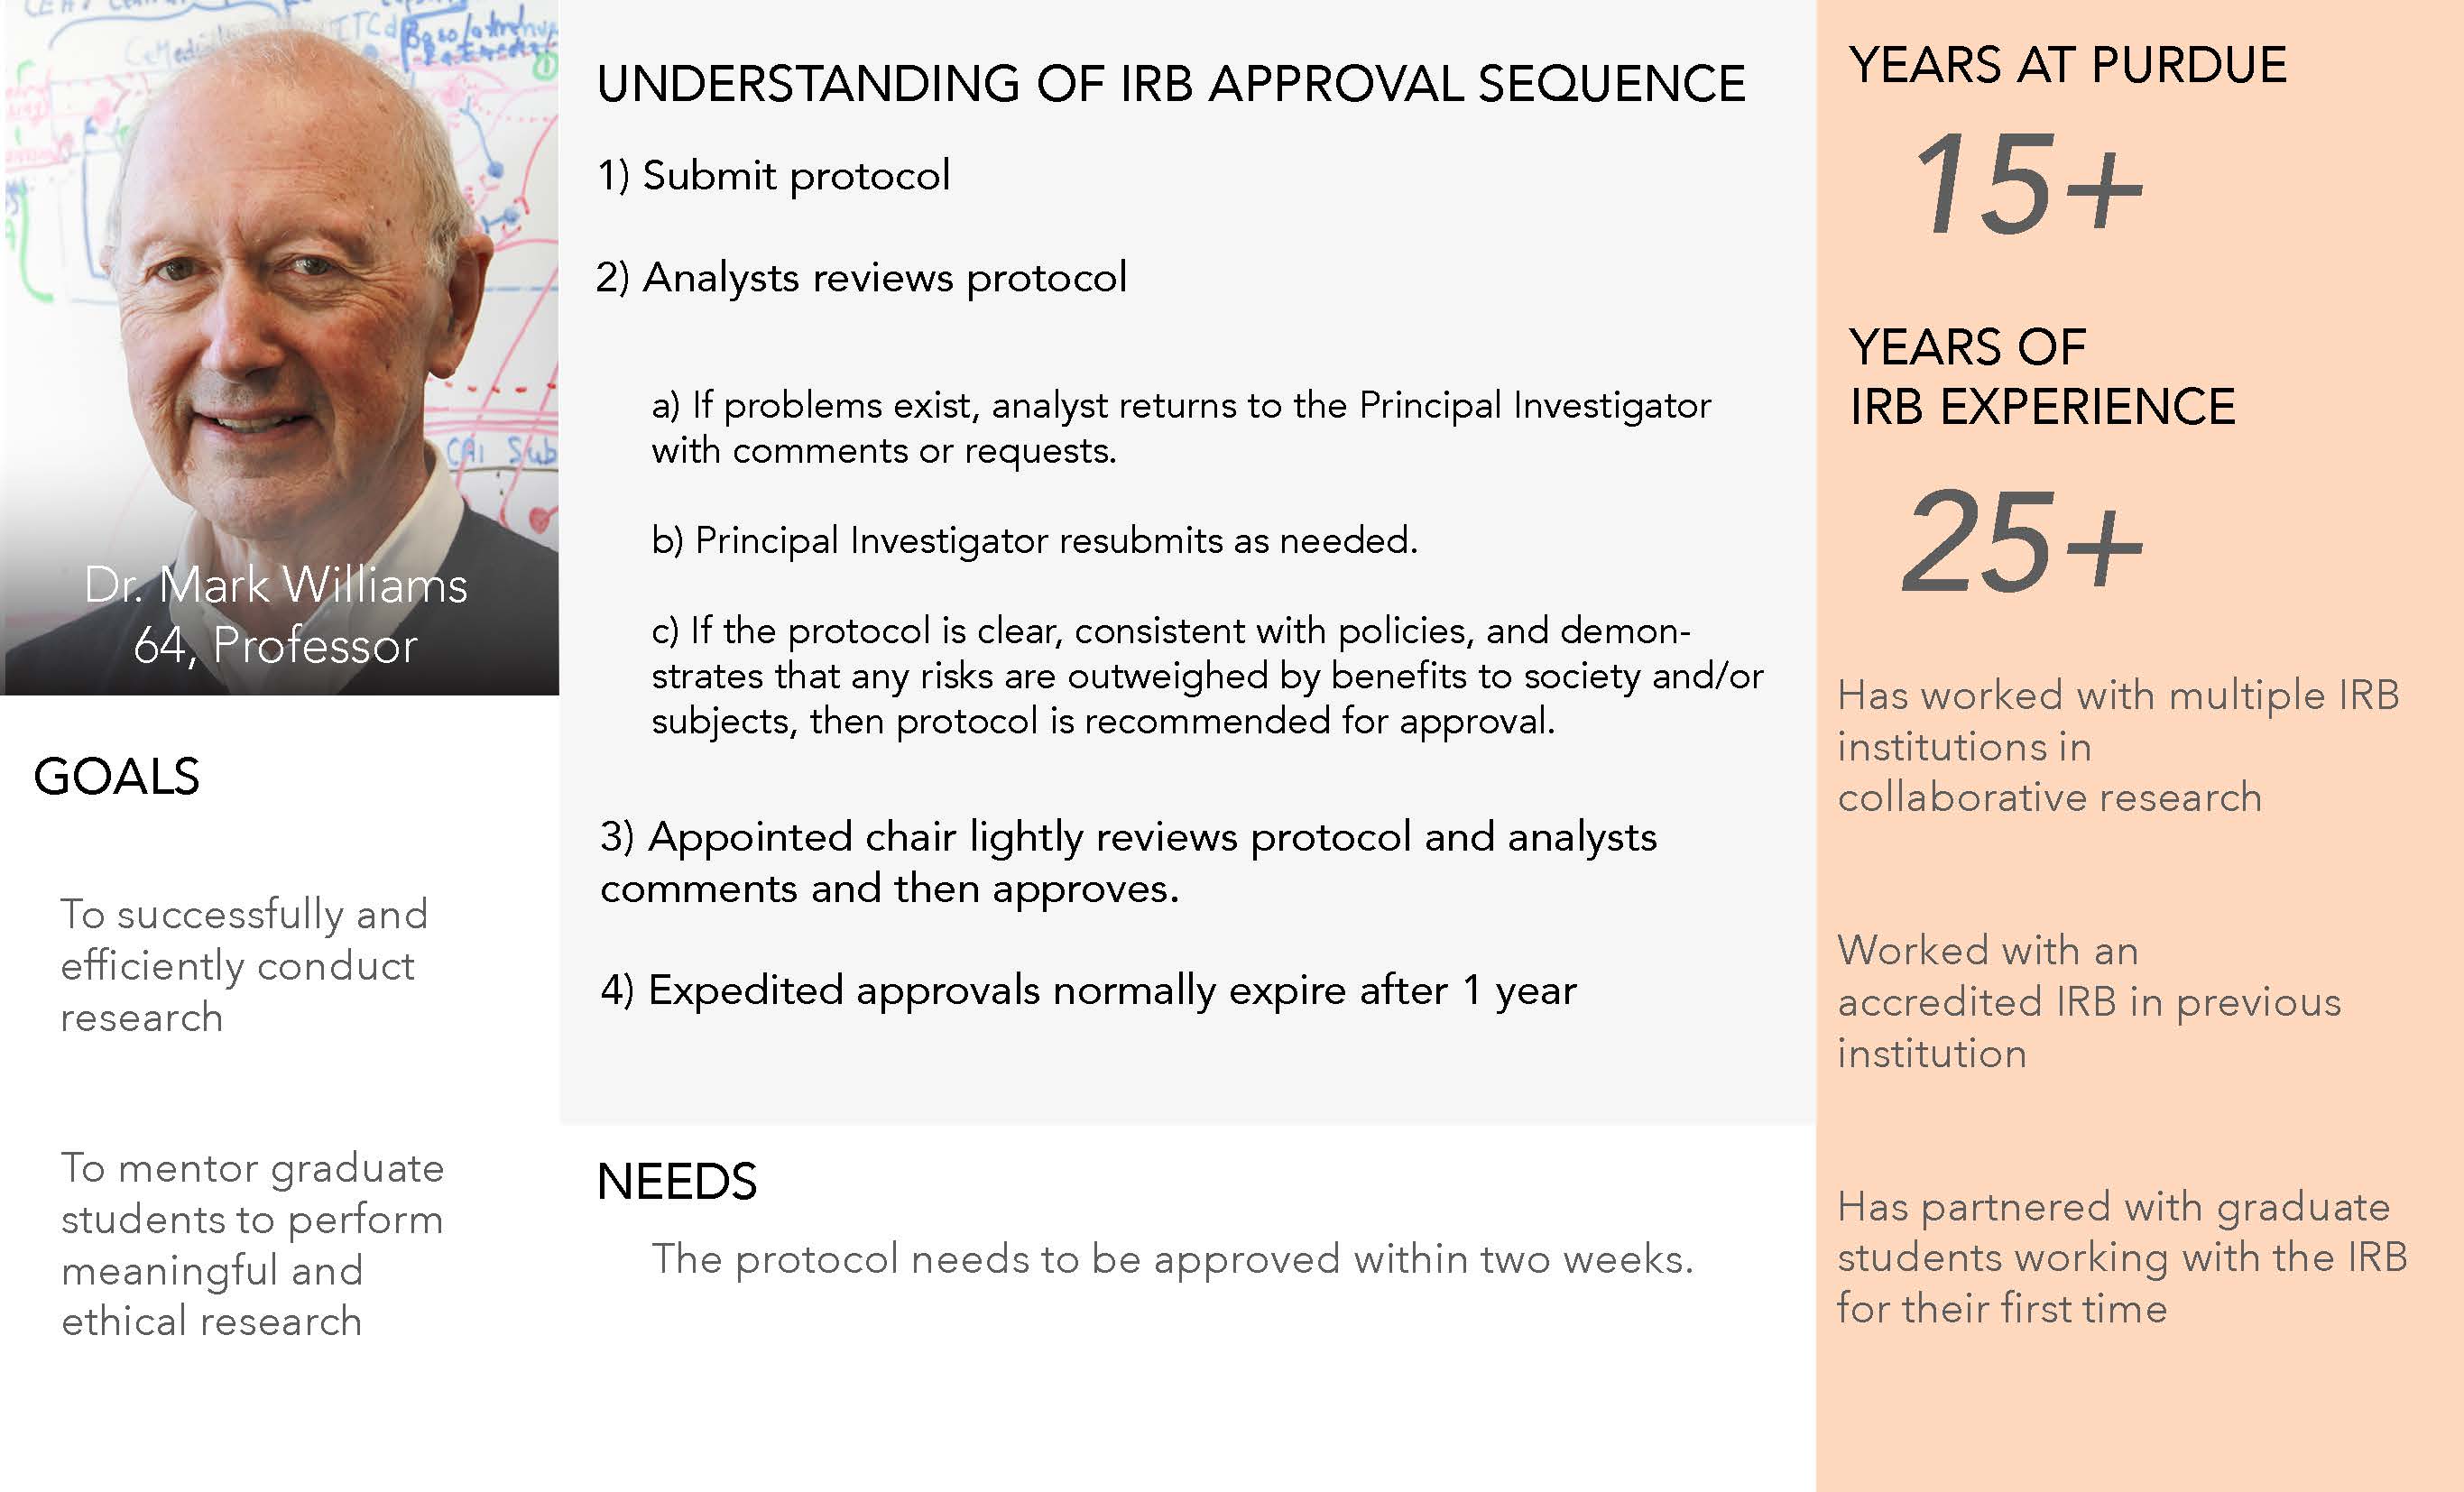 Dr. Mark Williams
64, Professor
GOALS
To successfully and
efficiently conduct
research
To mentor graduate
students to perform
meaningful and
ethical research
UNDERSTANDING OF IRB APPROVAL SEQUENCE
1) Submit protocol
2) Analysts reviews protocol
a) If problems exist, analyst returns to the Principal Investigator
with comments or requests.
b) Principal Investigator resubmits as needed.
c) If the protocol is clear, consistent with policies, and demon-
strates that any risks are outweighed by benefits to society and/or
subjects, then protocol is recommended for approval.
3) Appointed chair lightly reviews protocol and analysts
comments and then approves.
4) Expedited approvals normally expire after 1 year
NEEDS
The protocol needs to be approved within two weeks.
YEARS AT PURDUE
15+
YEARS OF
IRB EXPERIENCE
25+
Has worked with multiple IRB
institutions in
collaborative research
Worked with an
accredited IRB in previous
institution
Has partnered with graduate
students working with the IRB
for their first time
CAI Sub